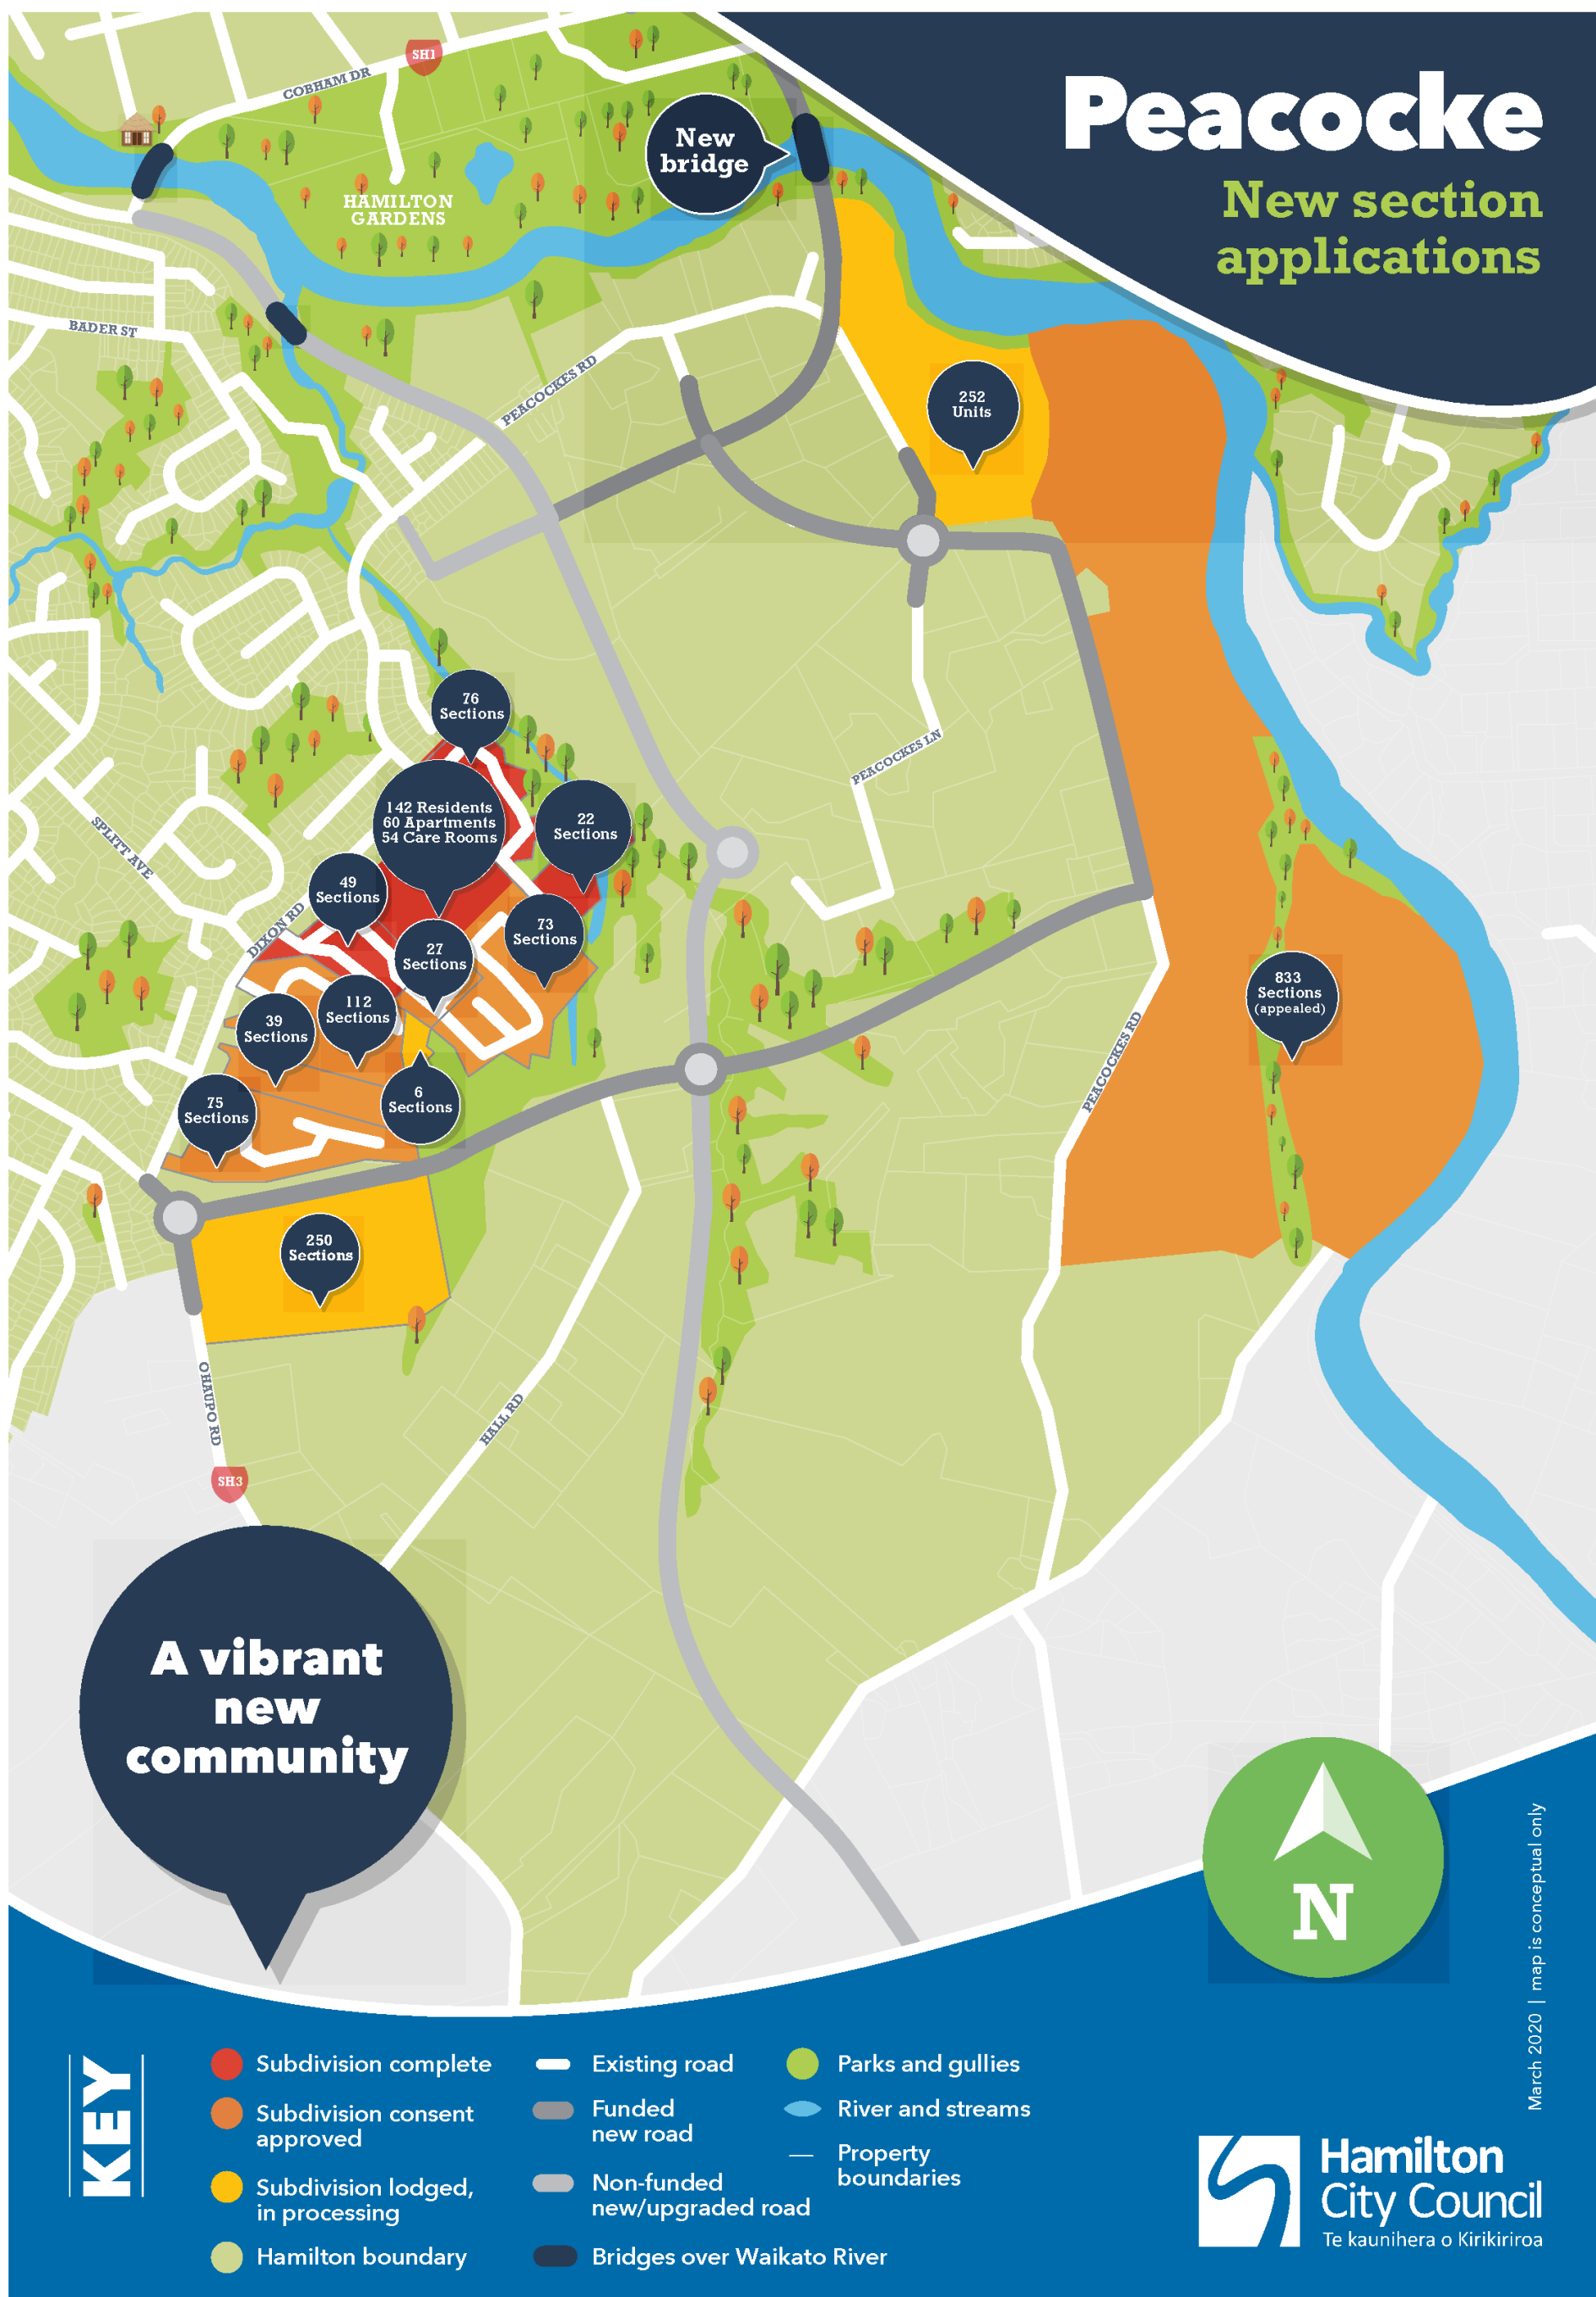 Peacocke
New section
applications
SH1
COBHAM DR
New
bridge
HAMILTON
GARDENS
BADER ST
PEACOCKES RD
252
Units
76
Sections
PEACOCKES LN
142 Residents
60 Apartments
54 Care Rooms
22
Sections
SPLITT AVE
49
Sections
DIXON RD
73
Sections
27
Sections
833
Sections
(appealed)
112
Sections
39
Sections
PEACOCKES RD
6
Sections
75
Sections
250
Sections
OHAUPO RD
HALL RD
SH3
A vibrant
new
community
N
March 2020 | map is conceptual only
KEY
Subdivision complete
Subdivision consent
approved
Subdivision lodged,
in processing
Hamilton boundary
Existing road
Funded
new road
Non-funded
new/upgraded road
Bridges over Waikato River
Parks and gullies
River and streams
Property
boundaries
Hamilton
City Council
Te kaunihera o Kirikiriroa